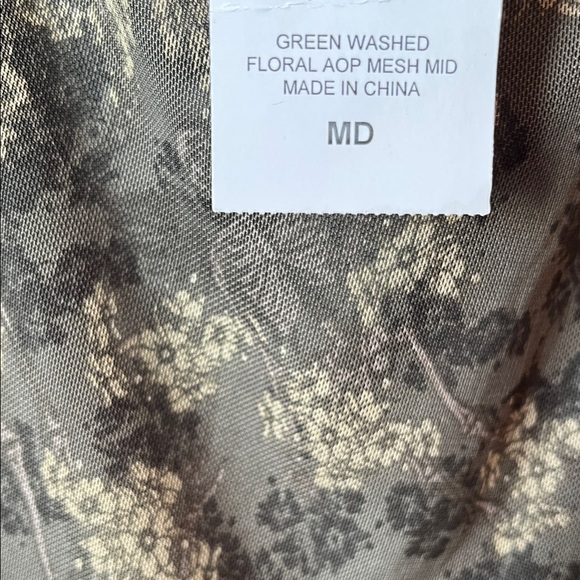 GREEN WASHED
FLORAL AOP MESH MID
MADE IN CHINA
MD